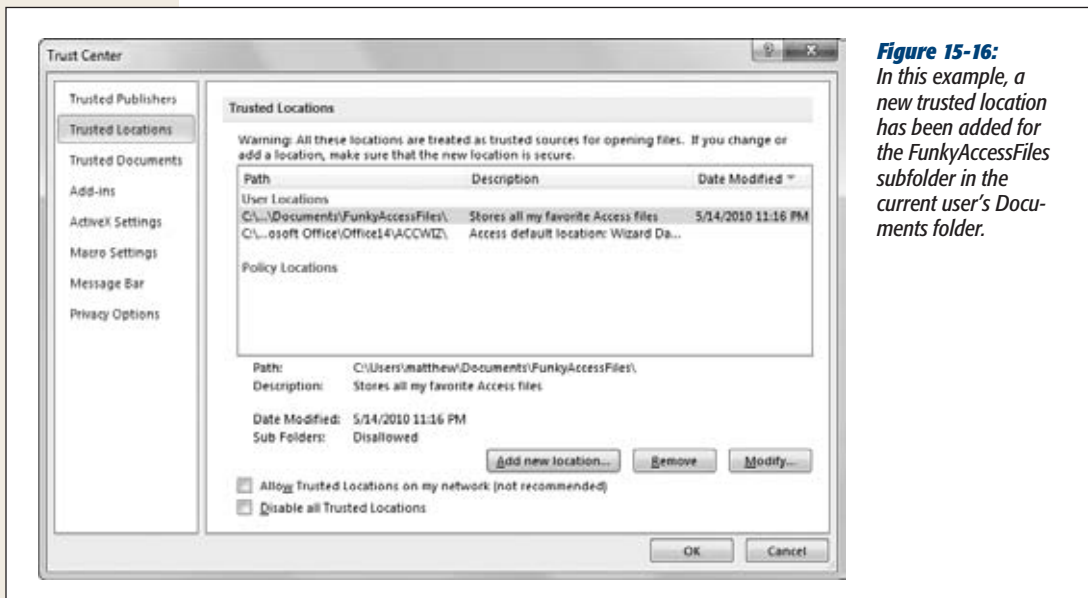 Trust Center
Trusted Publishers
Trusted Locations
Trusted Documents
Add-ins
ActiveX Settings
Macro Settings
Message Bar
Privacy Options
Trusted Locations
Warning: All these locations are treated as trusted sources for opening files. If you change or
add a location, make sure that the new location is secure.
Path Description Date Modified
User Locations
C:\...\Documents\FunkyAccessFiles\ Stores all my favorite Access files 5/14/2010 11:16 PM
C:\...osoft Office\Office14\ACCWIZ\ Access default location: Wizard Da...
Policy Locations
Path: C:\Users\matthew\Documents\FunkyAccessFiles\
Description: Stores all my favorite Access files
Date Modified: 5/14/2010 11:16 PM
Sub Folders: Disallowed
Add new location...
Remove
Modify...
Allow Trusted Locations on my network (not recommended)
Disable all Trusted Locations
OK
Cancel
Figure 15-16:
In this example, a
new trusted location
has been added for
the FunkyAccessFiles
subfolder in the
current user's Docu-
ments folder.